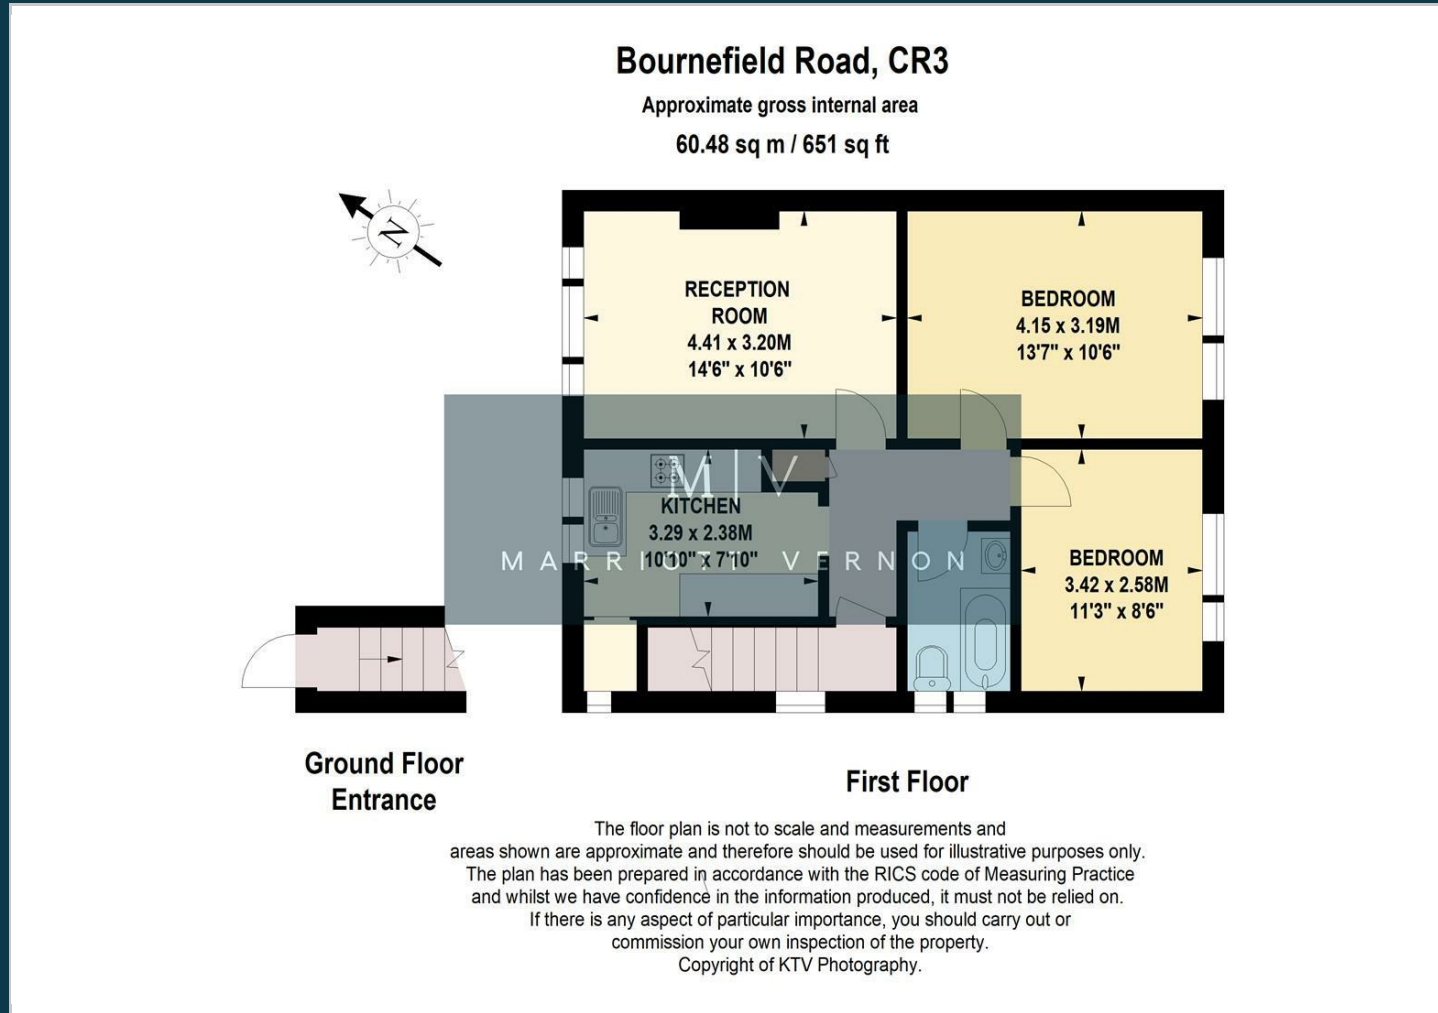 Bournefield Road, CR3
Approximate gross internal area
60.48 sq m / 651 sq ft
N
RECEPTION
ROOM
4.41 x 3.20M
14'6" x 10'6"
BEDROOM
4.15 x 3.19M
13'7" x 10'6"
M|V
KITCHEN
3.29 x 2.38M
10'10" x 7'10"
MARRIOTT VERNON
BEDROOM
3.42 x 2.58M
11'3" x 8'6"
Ground Floor
Entrance
First Floor
The floor plan is not to scale and measurements and
areas shown are approximate and therefore should be used for illustrative purposes only.
The plan has been prepared in accordance with the RICS code of Measuring Practice
and whilst we have confidence in the information produced, it must not be relied on.
If there is any aspect of particular importance, you should carry out or
commission your own inspection of the property.
Copyright of KTV Photography.